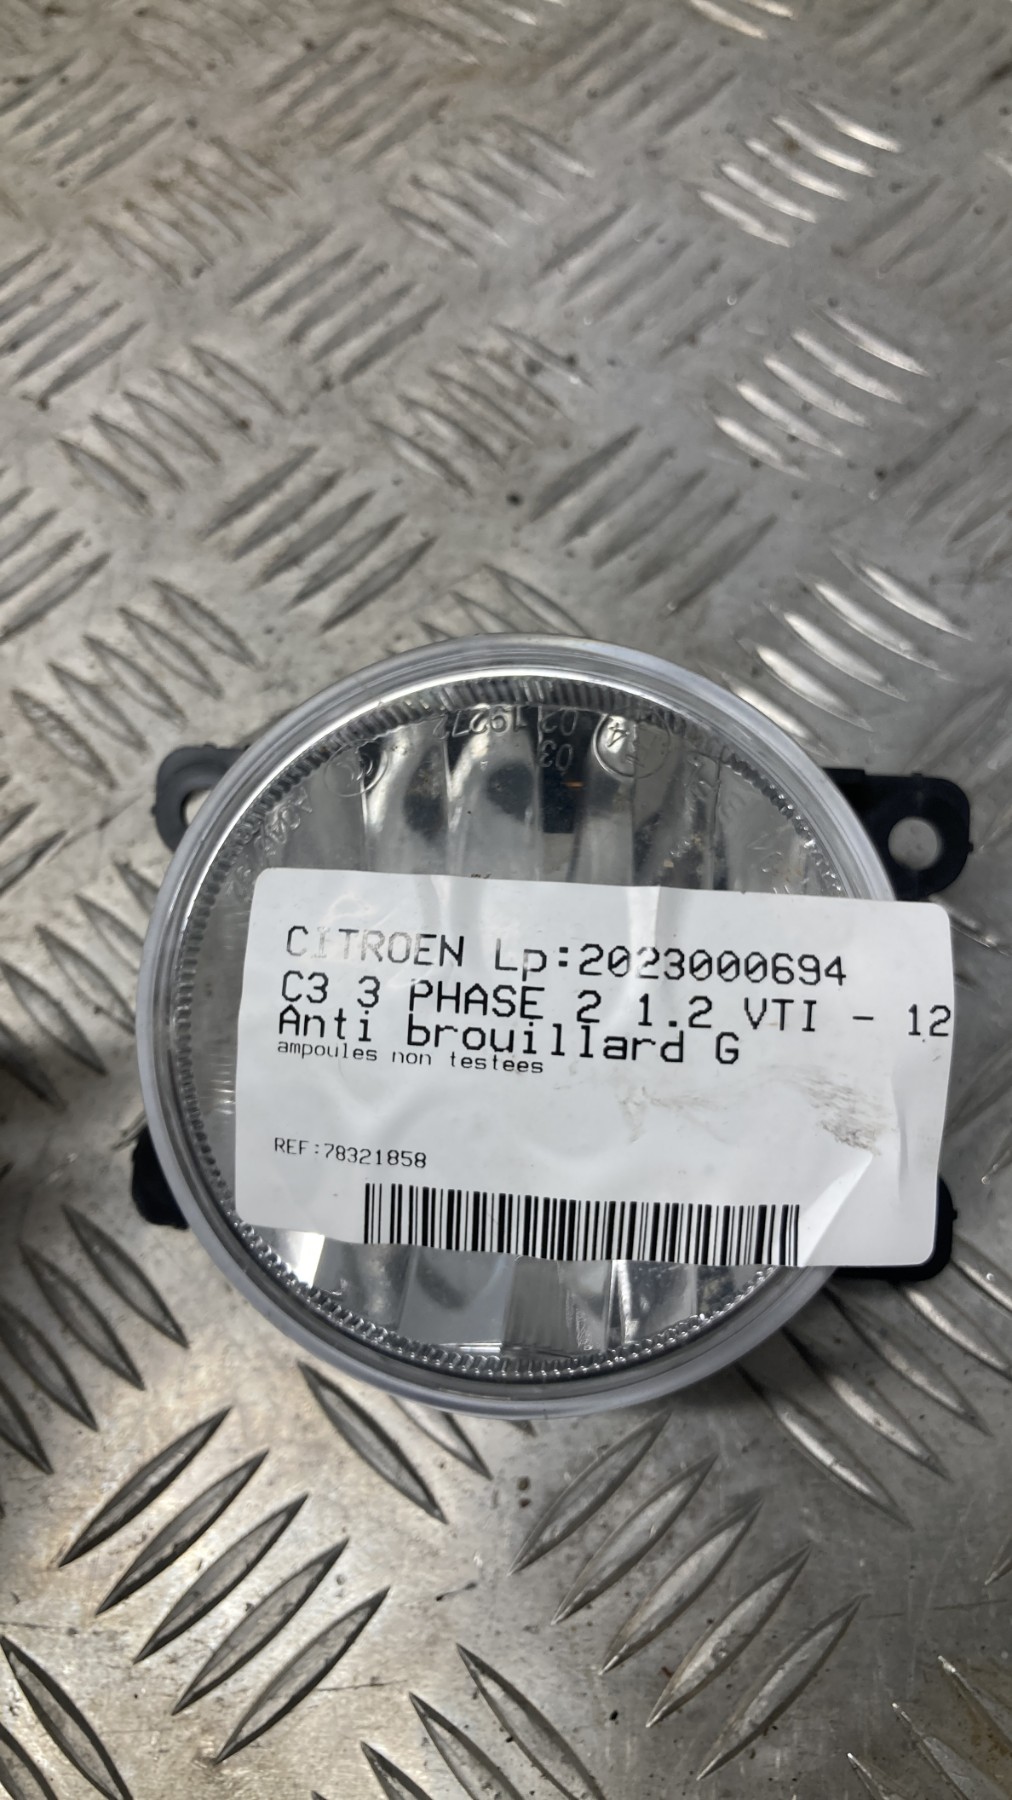 CITROEN Lp:2023000694
C3 3 PHASE 2 1.2 VTI - 12
Anti brouillard G
ampoules non testees
REF:78321858